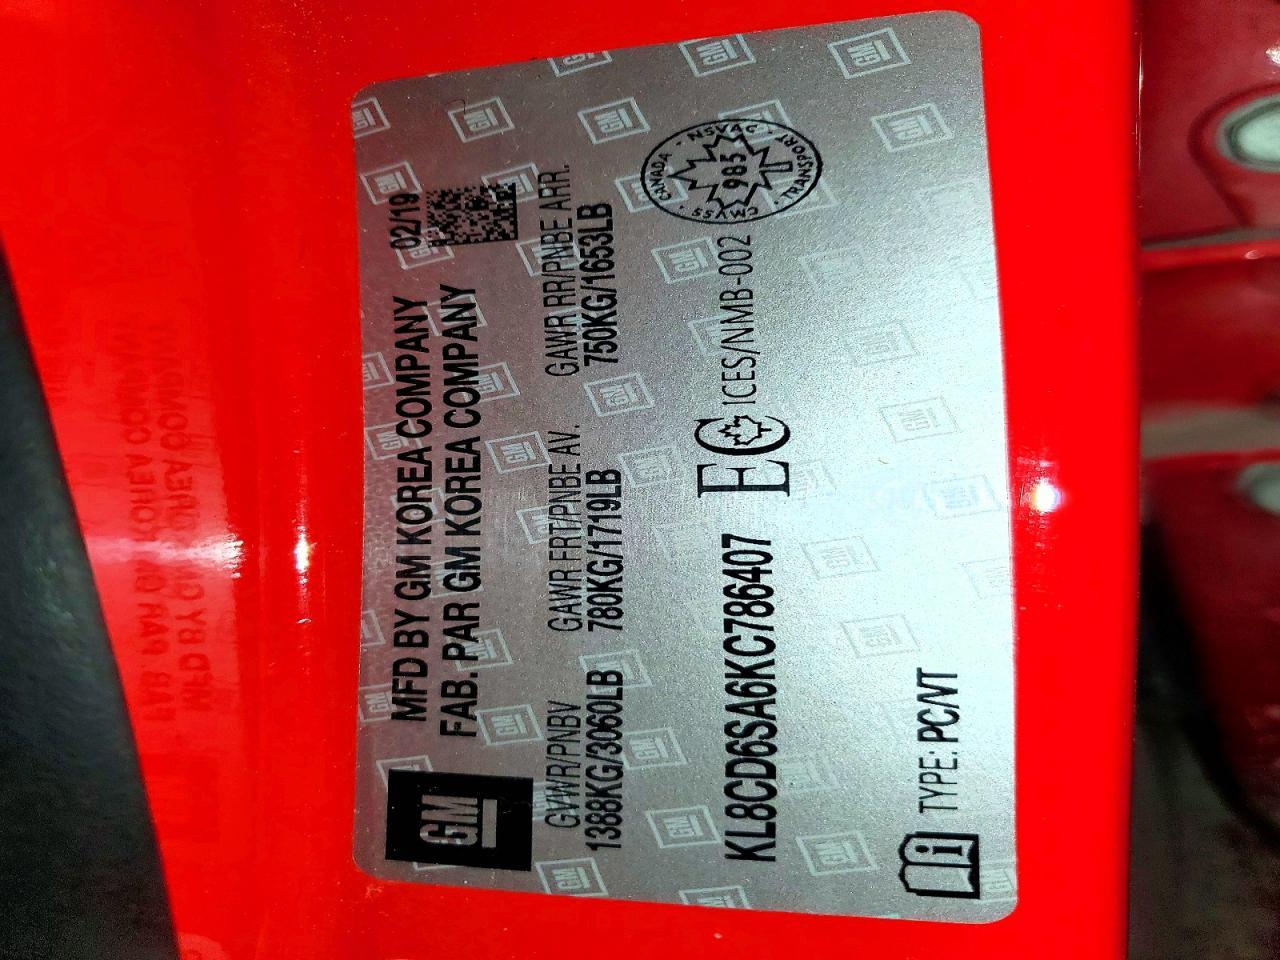 GM
MFD BY GM KOREA COMPANY 02/19
FAB. PAR GM KOREA COMPANY
GVWR/PNBV GAWR FRT/PNBE AV. GAWR RR/PNBE ARR.
1388KG/3060LB 780KG/1719LB 750KG/1653LB
KL8CD6SA6KC786407 EC ICES/NMB-002
CANADA · NSVAC · TRANSPORT · CMVSS
985
TYPE: PC/VT